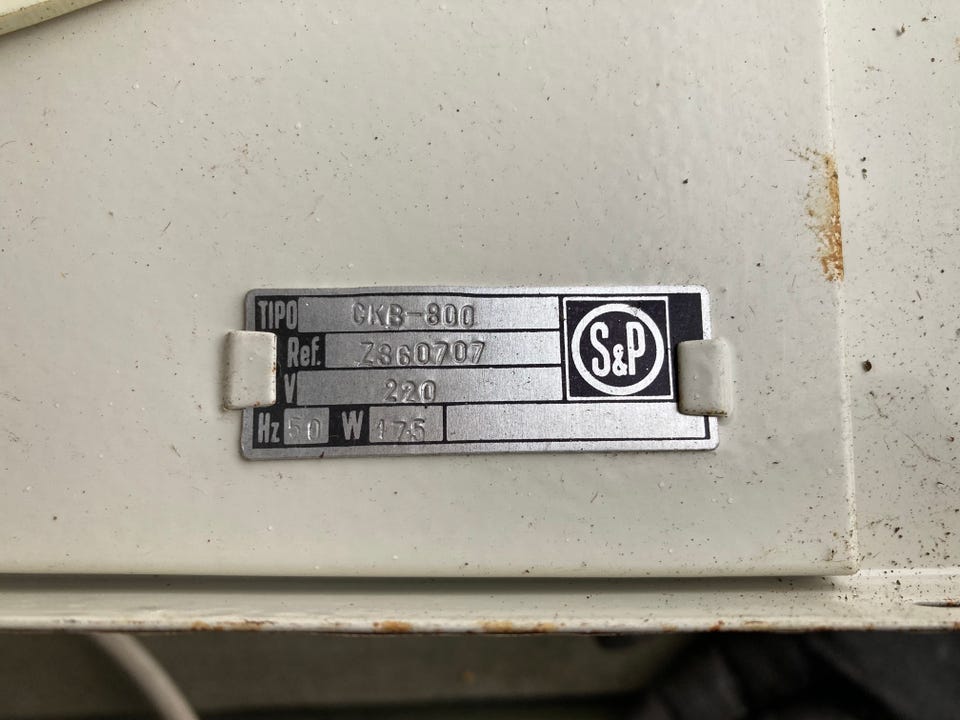 TIPO CKB-800
Ref. Z360707
V 220
Hz 50 W 175
S&P